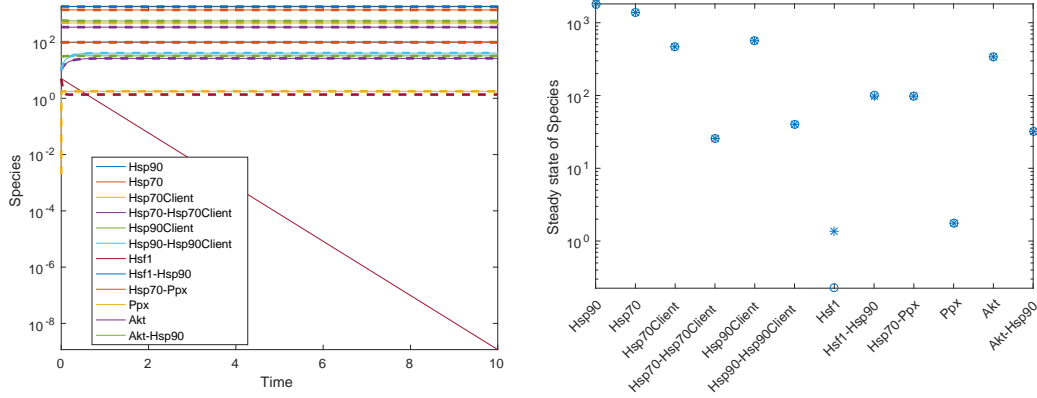 10^2
10^0
10^-2
10^-4
10^-6
10^-8
Species
Hsp90
Hsp70
Hsp70Client
Hsp70-Hsp70Client
Hsp90Client
Hsp90-Hsp90Client
Hsf1
Hsf1-Hsp90
Hsp70-Ppx
Ppx
Akt
Akt-Hsp90
0 2 4 6 8 10
Time
10^3
10^2
10^1
10^0
Steady state of Species
Hsp90
Hsp70
Hsp70Client
Hsp70-Hsp70Client
Hsp90Client
Hsp90-Hsp90Client
Hsf1
Hsf1-Hsp90
Hsp70-Ppx
Ppx
Akt
Akt-Hsp90